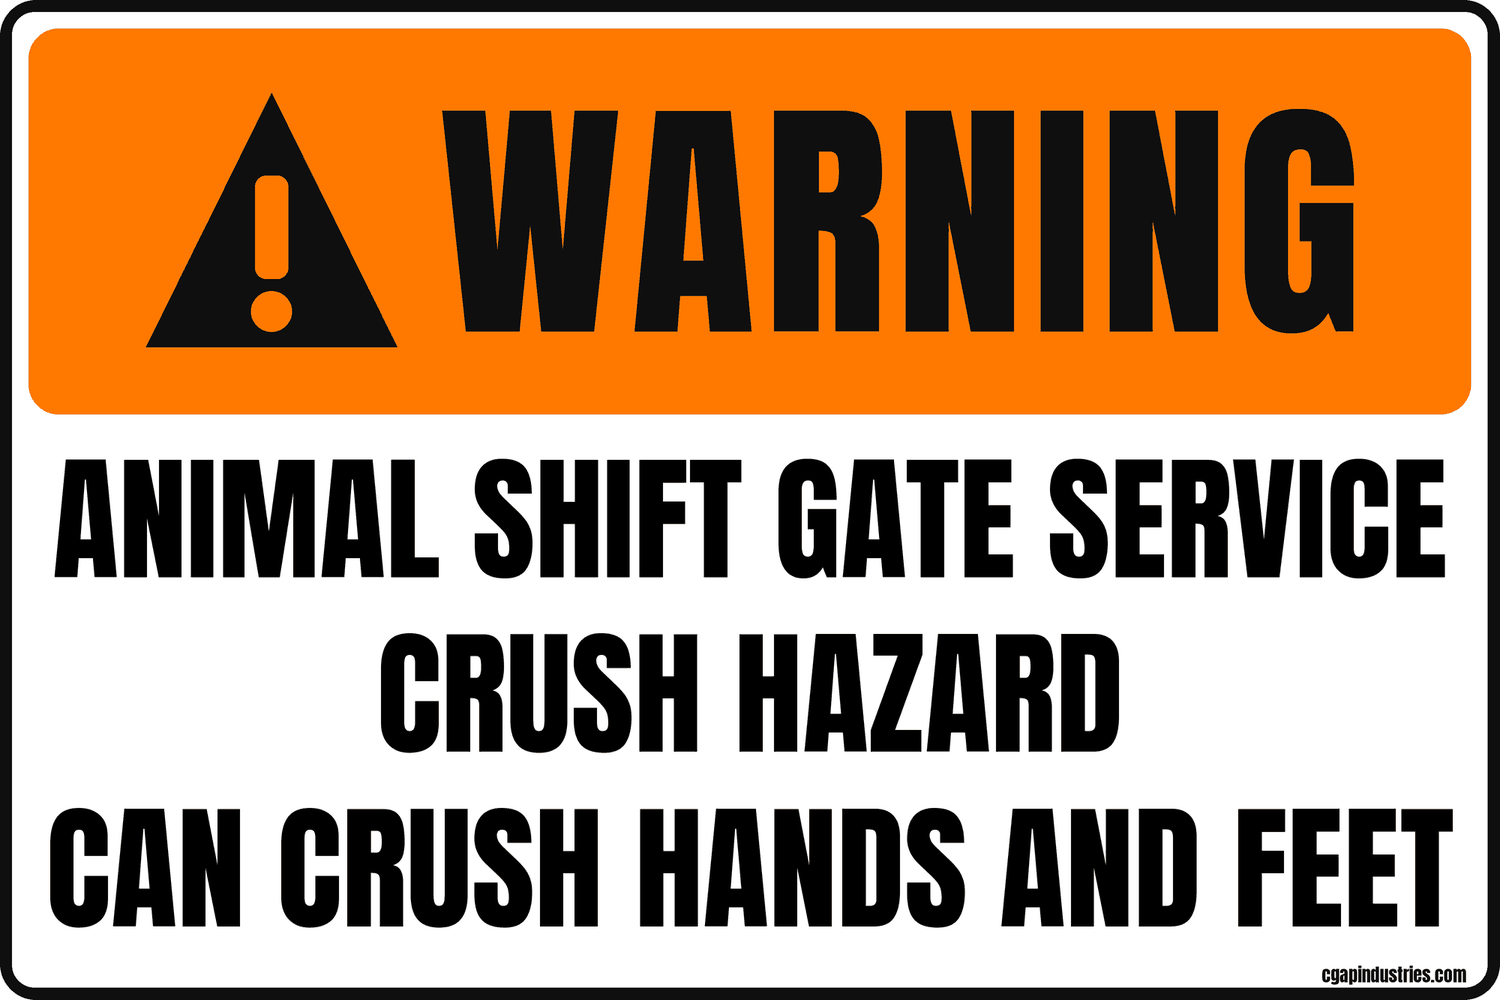 WARNING
ANIMAL SHIFT GATE SERVICE
CRUSH HAZARD
CAN CRUSH HANDS AND FEET
cgapindustries.com